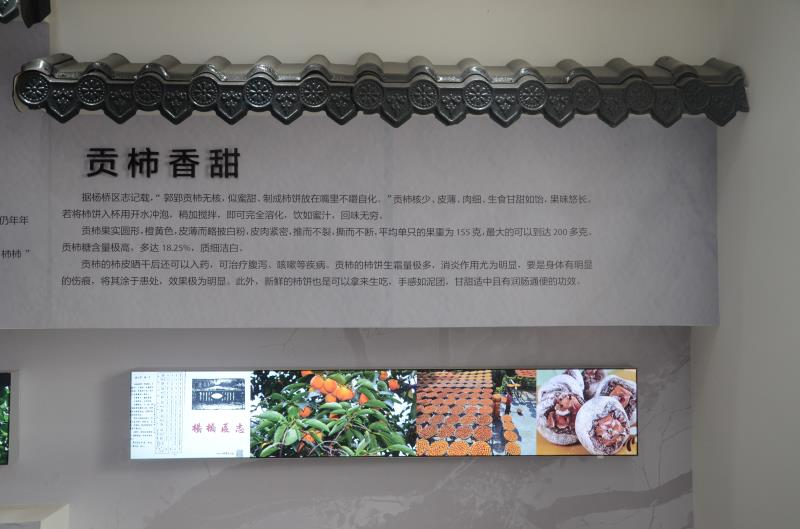 贡柿香甜
据杨桥区志记载，“郭郢贡柿无核，似蜜甜、制成柿饼放在嘴里不嚼自化。”贡柿核少、皮薄、肉细、生食甘甜如饴，果味悠长。
若将柿饼入杯用开水冲泡，稍加搅拌，即可完全溶化，饮如蜜汁，回味无穷。
贡柿果实圆形，橙黄色，皮薄而略披白粉，皮肉紧密，推而不裂，撕而不断，平均单只的果重为 155 克，最大的可以到达 200 多克。
贡柿糖含量极高，多达 18.25%，质细洁白。
贡柿的柿皮晒干后还可以入药，可治疗腹泻、咳嗽等疾病。贡柿的柿饼生霜量极多，消炎作用尤为明显，要是身体有明显
的伤痕，将其涂于患处，效果极为明显。此外，新鲜的柿饼也是可以拿来生吃，手感如泥团，甘甜适中且有润肠通便的功效。
仍年年
柿柿”
杨桥区志